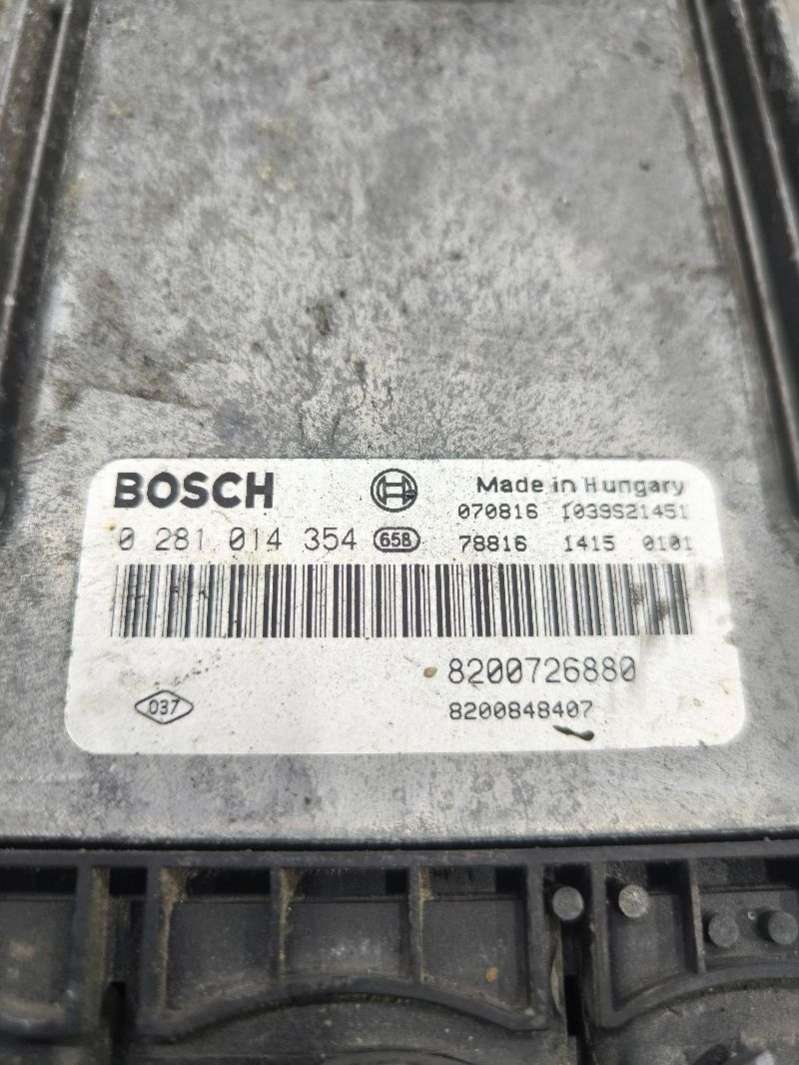 BOSCH
Made in Hungary
070816 1039S21451
0 281 014 354 658 78816 1415 0101
8200726880
037
8200848407